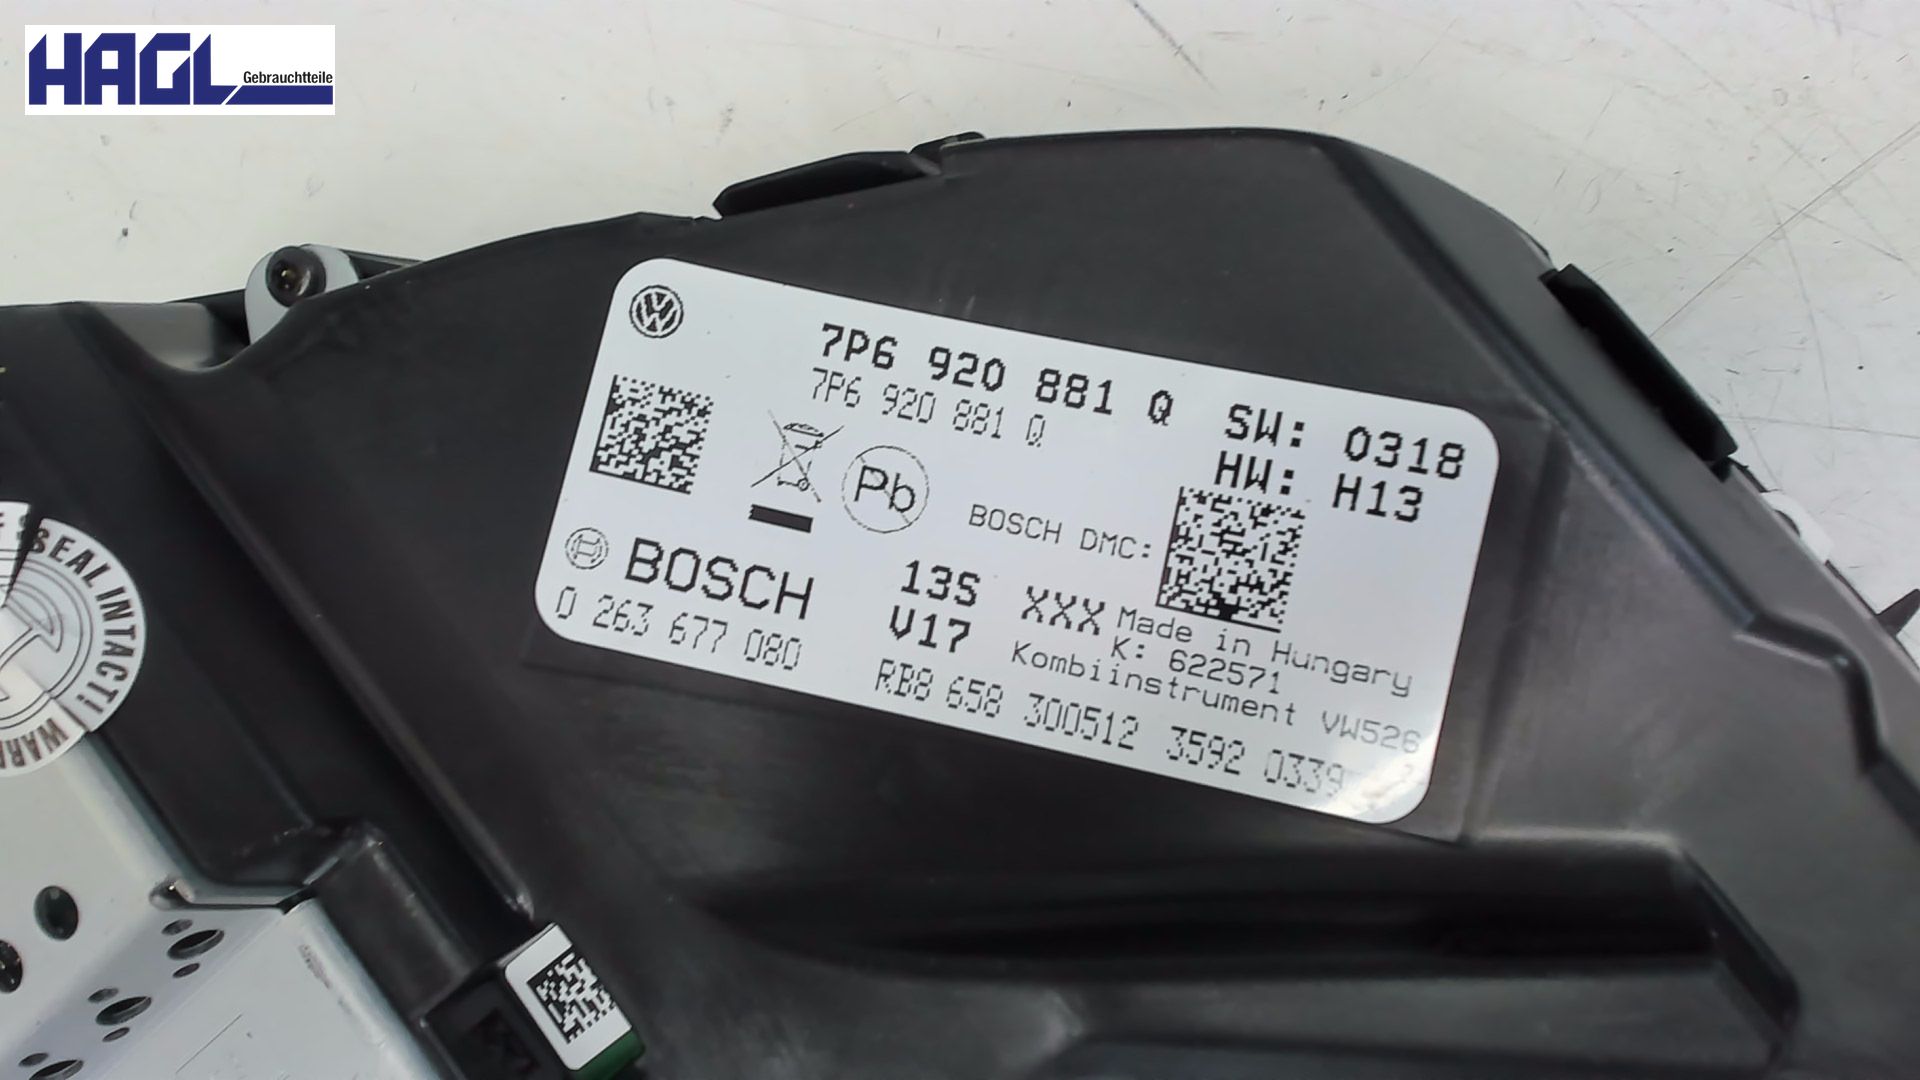 HAGL
Gebrauchtteile
7P6 920 881 Q SW: 0318
7P6 920 881 Q HW: H13
Pb
BOSCH DMC:
BOSCH 13S XXX Made in Hungary
0 263 677 080 V17 K: 622571
Kombiinstrument VW526
RB8 658 300512 3592 0339
SEAL INTACT!